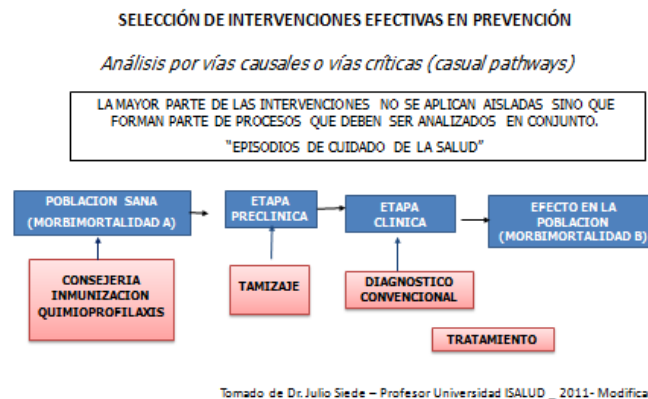 SELECCIÓN DE INTERVENCIONES EFECTIVAS EN PREVENCIÓN
Análisis por vías causales o vías críticas (casual pathways)
LA MAYOR PARTE DE LAS INTERVENCIONES NO SE APLICAN AISLADAS SINO QUE
FORMAN PARTE DE PROCESOS QUE DEBEN SER ANALIZADOS EN CONJUNTO.
"EPISODIOS DE CUIDADO DE LA SALUD"
POBLACION SANA
(MORBIMORTALIDAD A)
ETAPA
PRECLINICA
ETAPA
CLINICA
EFECTO EN LA
POBLACION
(MORBIMORTALIDAD B)
CONSEJERIA
INMUNIZACION
QUIMIOPROFILAXIS
TAMIZAJE
DIAGNOSTICO
CONVENCIONAL
TRATAMIENTO
Tomado de Dr. Julio Siede – Profesor Universidad ISALUD _ 2011- Modifica